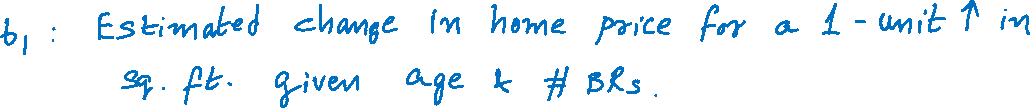 b₁ : Estimated change in home price for a 1-unit ↑ in
sq. ft. given age & # BRs.